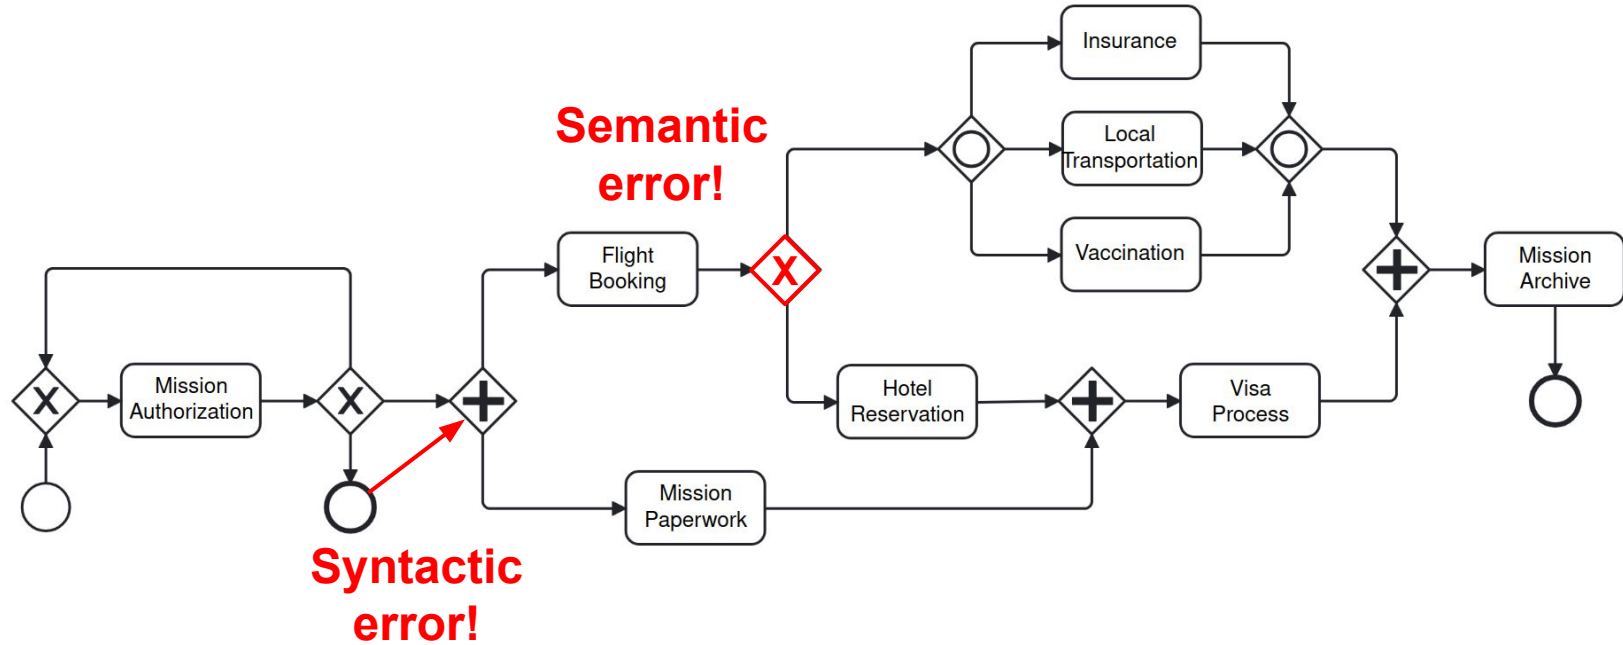 Insurance
Semantic
error!
Local
Transportation
Flight
Booking
X
Vaccination
Mission
Archive
X
Mission
Authorization
X
Hotel
Reservation
Visa
Process
Mission
Paperwork
Syntactic
error!